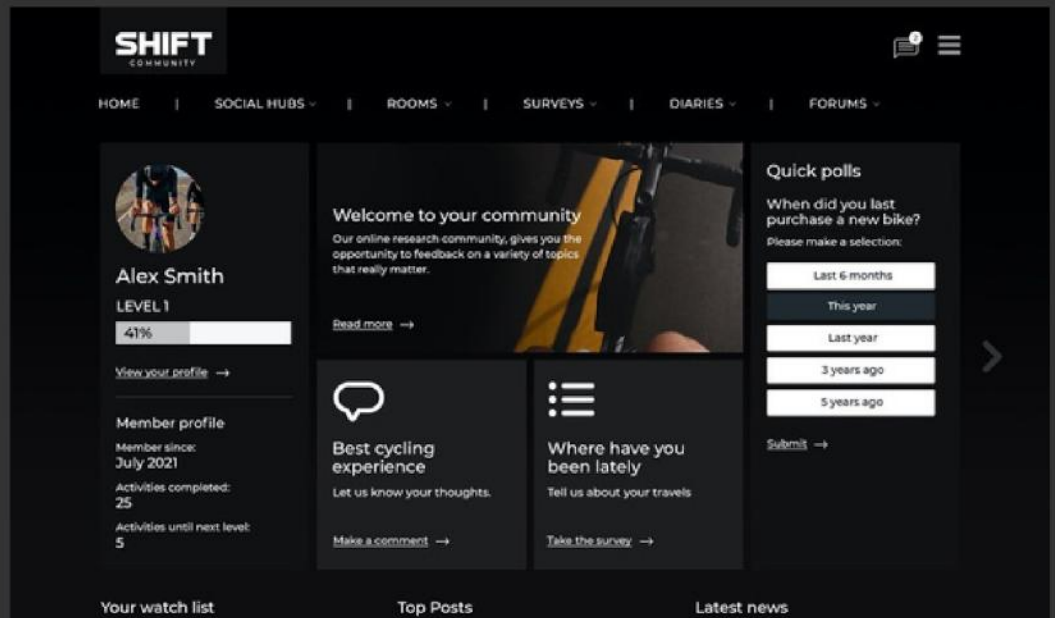 SHIFT
COMMUNITY
2
HOME | SOCIAL HUBS | ROOMS | SURVEYS | DIARIES | FORUMS
Alex Smith
LEVEL 1
41%
View your profile →
Member profile
Member since:
July 2021
Activities completed:
25
Activities until next level:
5
Welcome to your community
Our online research community, gives you the
opportunity to feedback on a variety of topics
that really matter.
Read more →
Best cycling
experience
Let us know your thoughts.
Make a comment →
Where have you
been lately
Tell us about your travels
Take the survey →
Quick polls
When did you last
purchase a new bike?
Please make a selection:
Last 6 months
This year
Last year
3 years ago
5 years ago
Submit →
Your watch list
Top Posts
Latest news